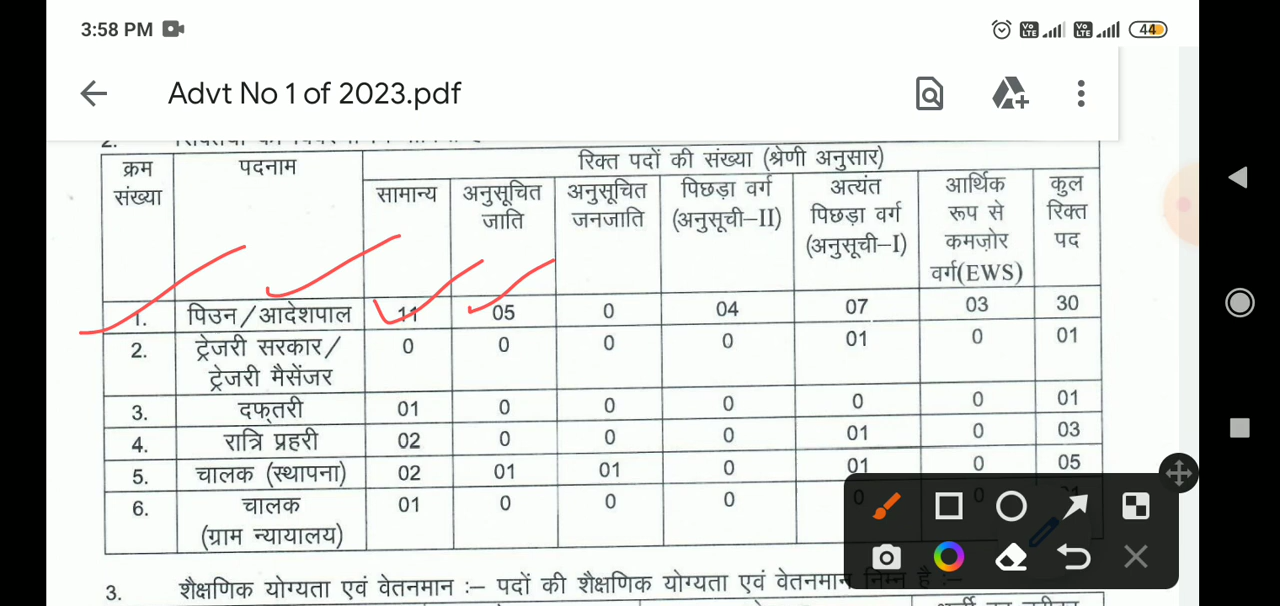 3:58 PM
44
Advt No 1 of 2023.pdf
2.
क्रम संख्या
पदनाम
रिक्त पदों की संख्या (श्रेणी अनुसार)
सामान्य
अनुसूचित जाति
अनुसूचित जनजाति
पिछड़ा वर्ग (अनुसूची–II)
अत्यंत पिछड़ा वर्ग (अनुसूची–I)
आर्थिक रूप से कमज़ोर वर्ग(EWS)
कुल रिक्त पद
1. पिउन/आदेशपाल 11 05 0 04 07 03 30
2. ट्रेजरी सरकार/ 0 0 0 0 01 0 01
ट्रेजरी मैसेंजर
3. दफ्तरी 01 0 0 0 0 0 01
4. रात्रि प्रहरी 02 0 0 0 01 0 03
5. चालक (स्थापना) 02 01 01 0 01 0 05
6. चालक 01 0 0 0 0 0 01
(ग्राम न्यायालय)
3. शैक्षणिक योग्यता एवं वेतनमान :– पदों की शैक्षणिक योग्यता एवं वेतनमान निम्न है :–